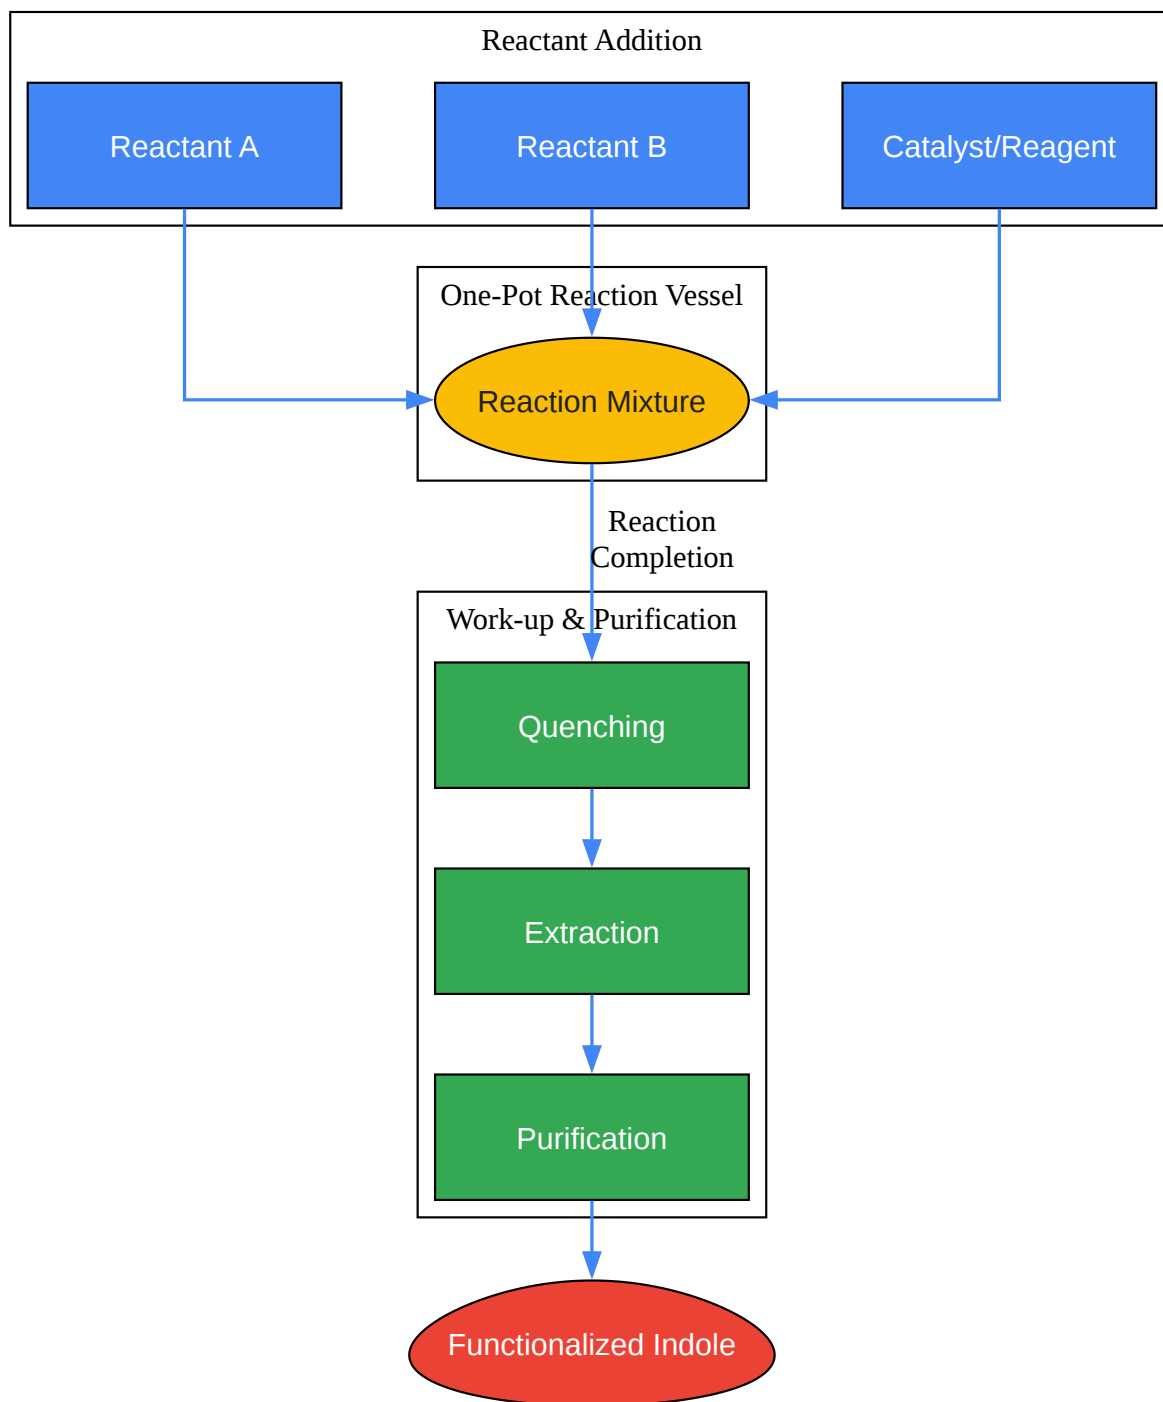 Reactant Addition
Reactant A
Reactant B
Catalyst/Reagent
One-Pot Reaction Vessel
Reaction Mixture
Reaction
Completion
Work-up & Purification
Quenching
Extraction
Purification
Functionalized Indole